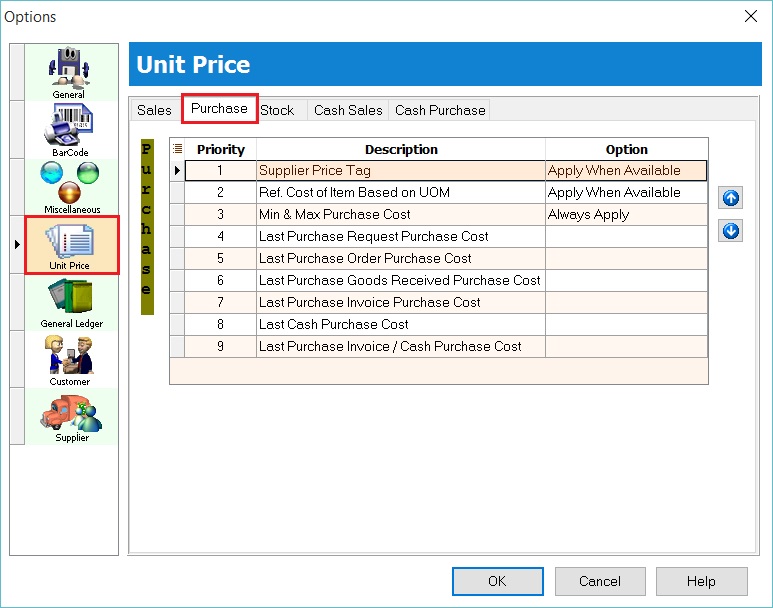 Options
General
BarCode
Miscellaneous
Unit Price
General Ledger
Customer
Supplier
Unit Price
Sales Purchase Stock Cash Sales Cash Purchase
Purchase
Priority Description Option
1 Supplier Price Tag Apply When Available
2 Ref. Cost of Item Based on UOM Apply When Available
3 Min & Max Purchase Cost Always Apply
4 Last Purchase Request Purchase Cost
5 Last Purchase Order Purchase Cost
6 Last Purchase Goods Received Purchase Cost
7 Last Purchase Invoice Purchase Cost
8 Last Cash Purchase Cost
9 Last Purchase Invoice / Cash Purchase Cost
OK Cancel Help